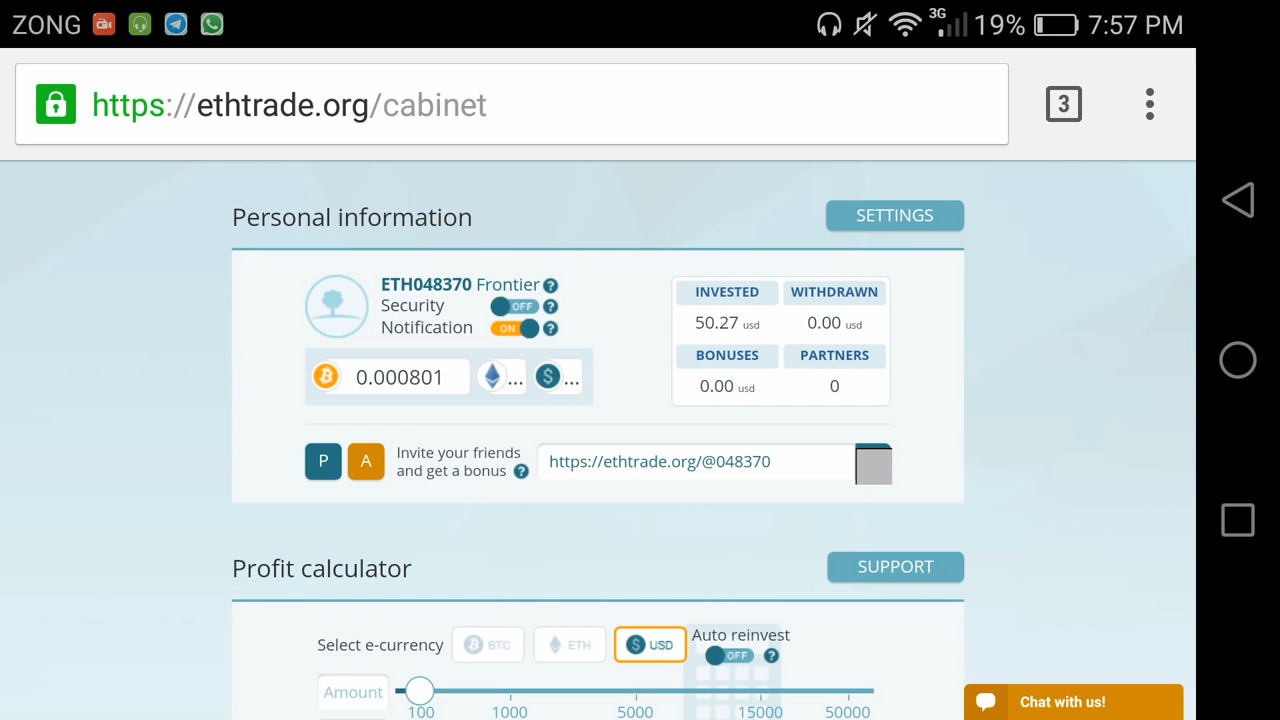 ZONG 3G 19% 7:57 PM
https://ethtrade.org/cabinet 3
Personal information SETTINGS
ETH048370 Frontier ?
Security OFF ?
Notification ON ?
INVESTED WITHDRAWN
50.27 usd 0.00 usd
BONUSES PARTNERS
0.00 usd 0
0.000801 ... ...
P A Invite your friends
and get a bonus ? https://ethtrade.org/@048370
Profit calculator SUPPORT
Select e-currency BTC ETH USD Auto reinvest
OFF ?
Amount
100 1000 5000 15000 50000
Chat with us!